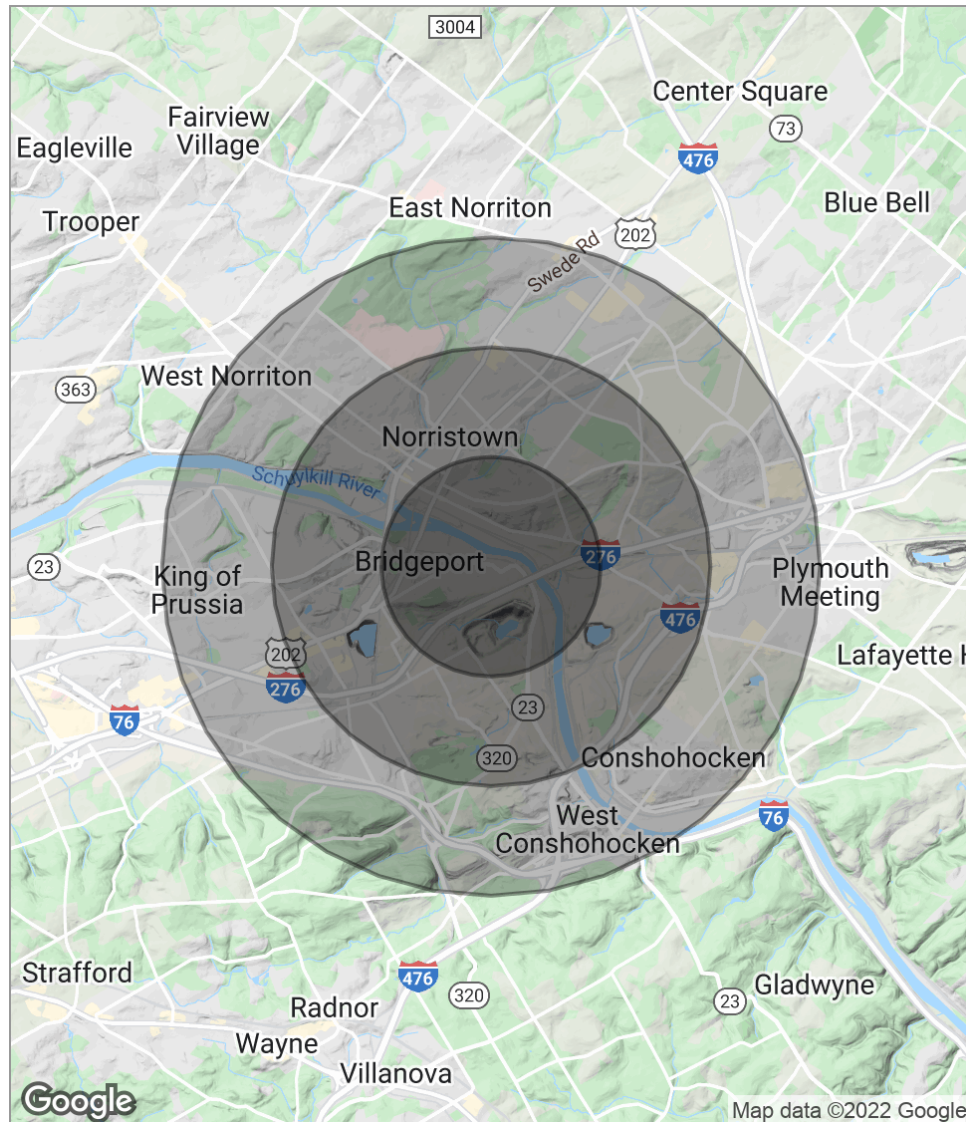 3004
Center Square
73
Fairview
Village
Eagleville
476
Blue Bell
East Norriton
Trooper
202
Swede Rd
West Norriton
363
Norristown
Schuylkill River
276
Bridgeport
23
King of
Prussia
Plymouth
Meeting
476
202
Lafayette H
276
23
76
320
Conshohocken
West
Conshohocken
76
Strafford
476
320
Gladwyne
23
Radnor
Wayne
Villanova
Google
Map data ©2022 Google